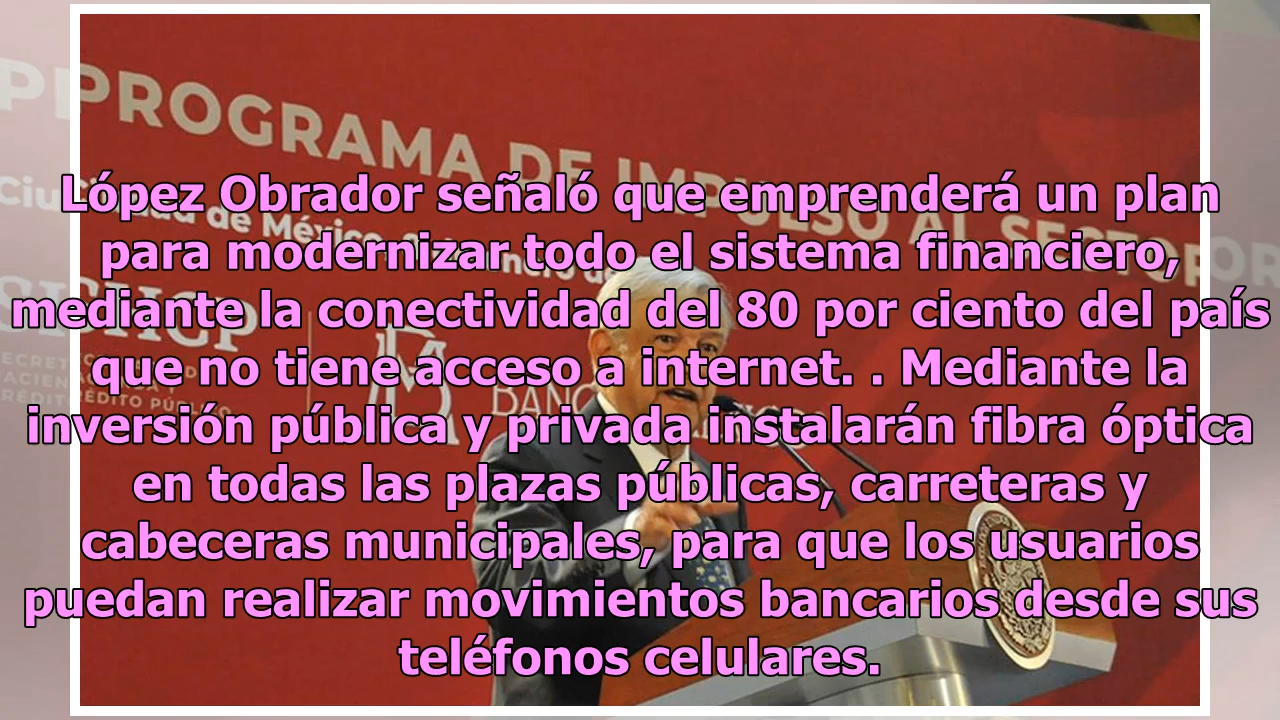 PROGRAMA DE IMPULSO AL SECTOR
López Obrador señaló que emprenderá un plan
para modernizar todo el sistema financiero,
mediante la conectividad del 80 por ciento del país
que no tiene acceso a internet. . Mediante la
inversión pública y privada instalarán fibra óptica
en todas las plazas públicas, carreteras y
cabeceras municipales, para que los usuarios
puedan realizar movimientos bancarios desde sus
teléfonos celulares.